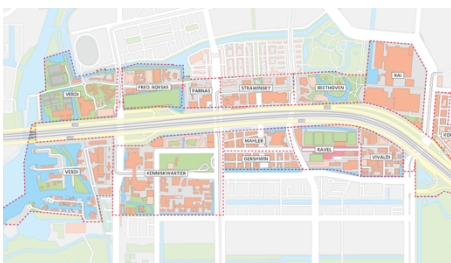 RAI
FRED. ROESKE
PARNAS
STRAWINSKY
BEETHOVEN
VERDI
MAHLER
RAVEL
GERSHWIN
VIVALDI
VERDI
KENNISKWARTIER